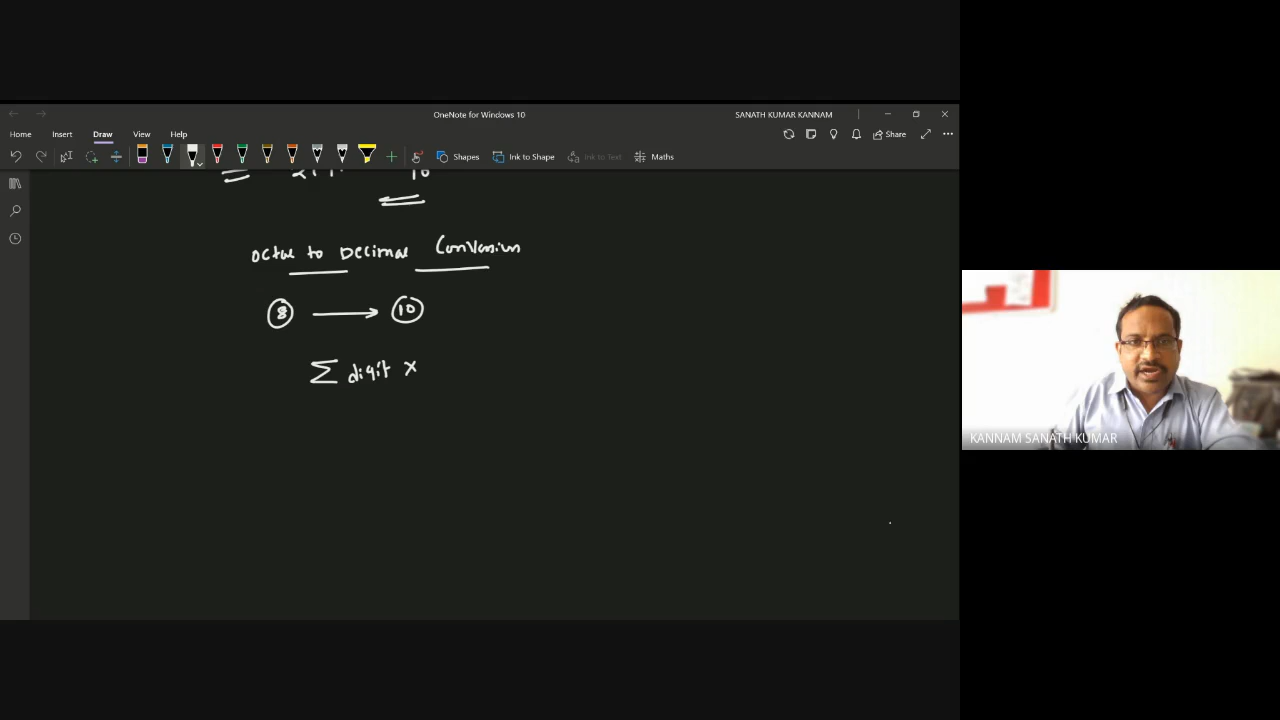 OneNote for Windows 10
SANATH KUMAR KANNAM
Home Insert Draw View Help
Share
Shapes Ink to Shape Ink to Text Maths
10
Octal to Decimal Conversion
8 → 10
Σ digit x
KANNAM SANATH KUMAR